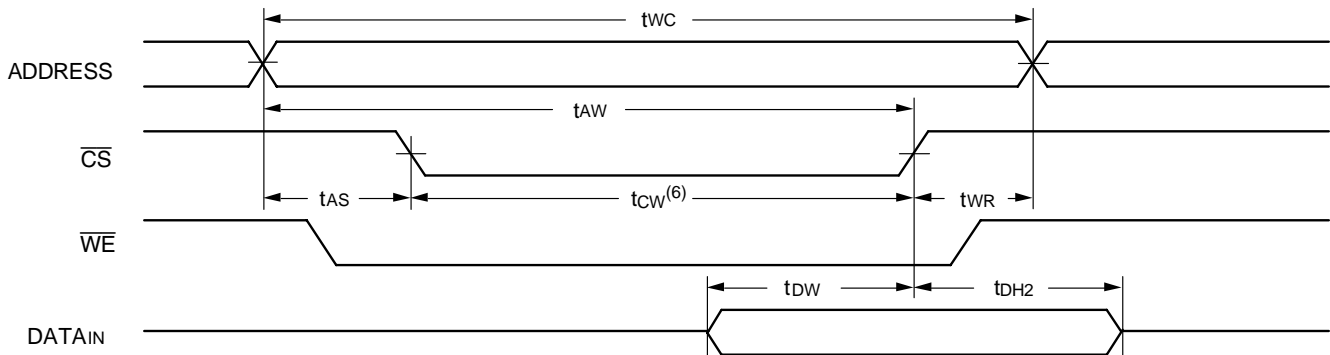 tWC
ADDRESS
tAW
CS
tAS
tCW(6)
tWR
WE
tDW
tDH2
DATAIN